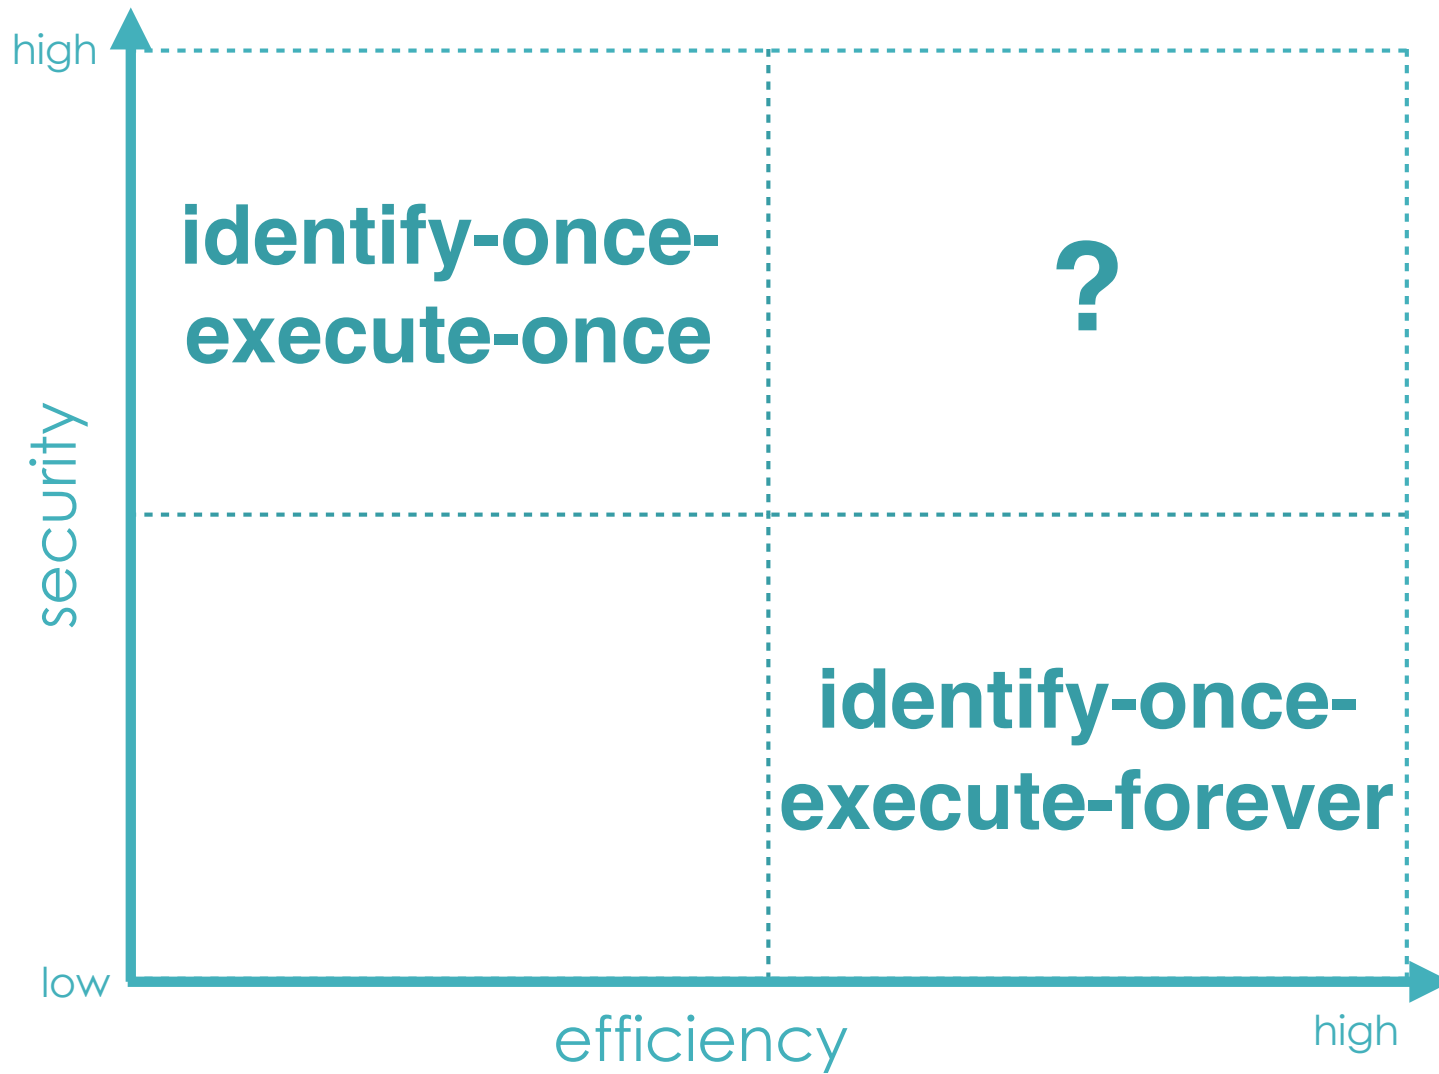 high
identify-once-
execute-once
?
security
identify-once-
execute-forever
low
efficiency
high